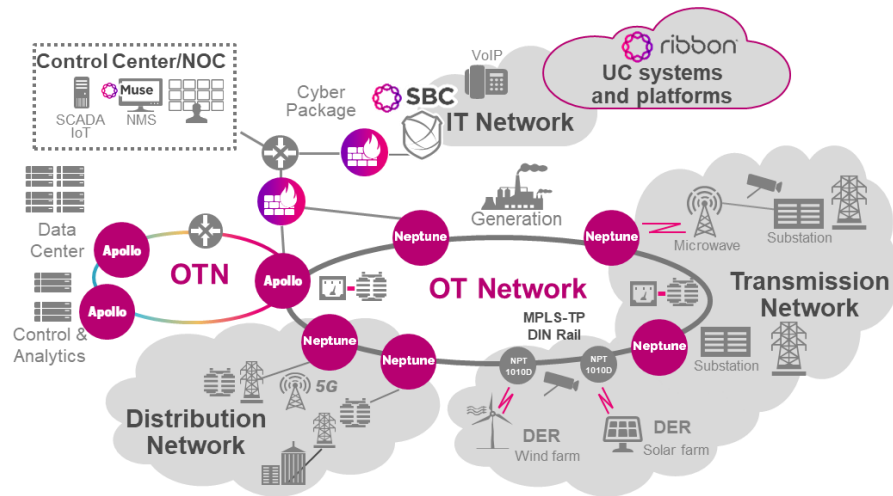 Control Center/NOC
Muse
SCADA
IoT
NMS
Cyber
Package
SBC
VoIP
IT Network
ribbon
UC systems
and platforms
Data
Center
Control &
Analytics
Apollo
Apollo
Apollo
OTN
Neptune
Generation
Neptune
Microwave
Substation
OT Network
Transmission
Network
MPLS-TP
DIN Rail
Neptune
Neptune
NPT
1010D
NPT
1010D
Neptune
Substation
5G
Distribution
Network
DER
Wind farm
DER
Solar farm